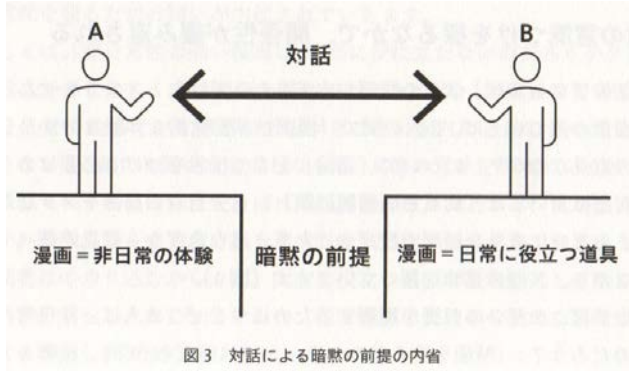 A
B
対話
漫画=非日常の体験
暗黙の前提
漫画=日常に役立つ道具
図3 対話による暗黙の前提の内省